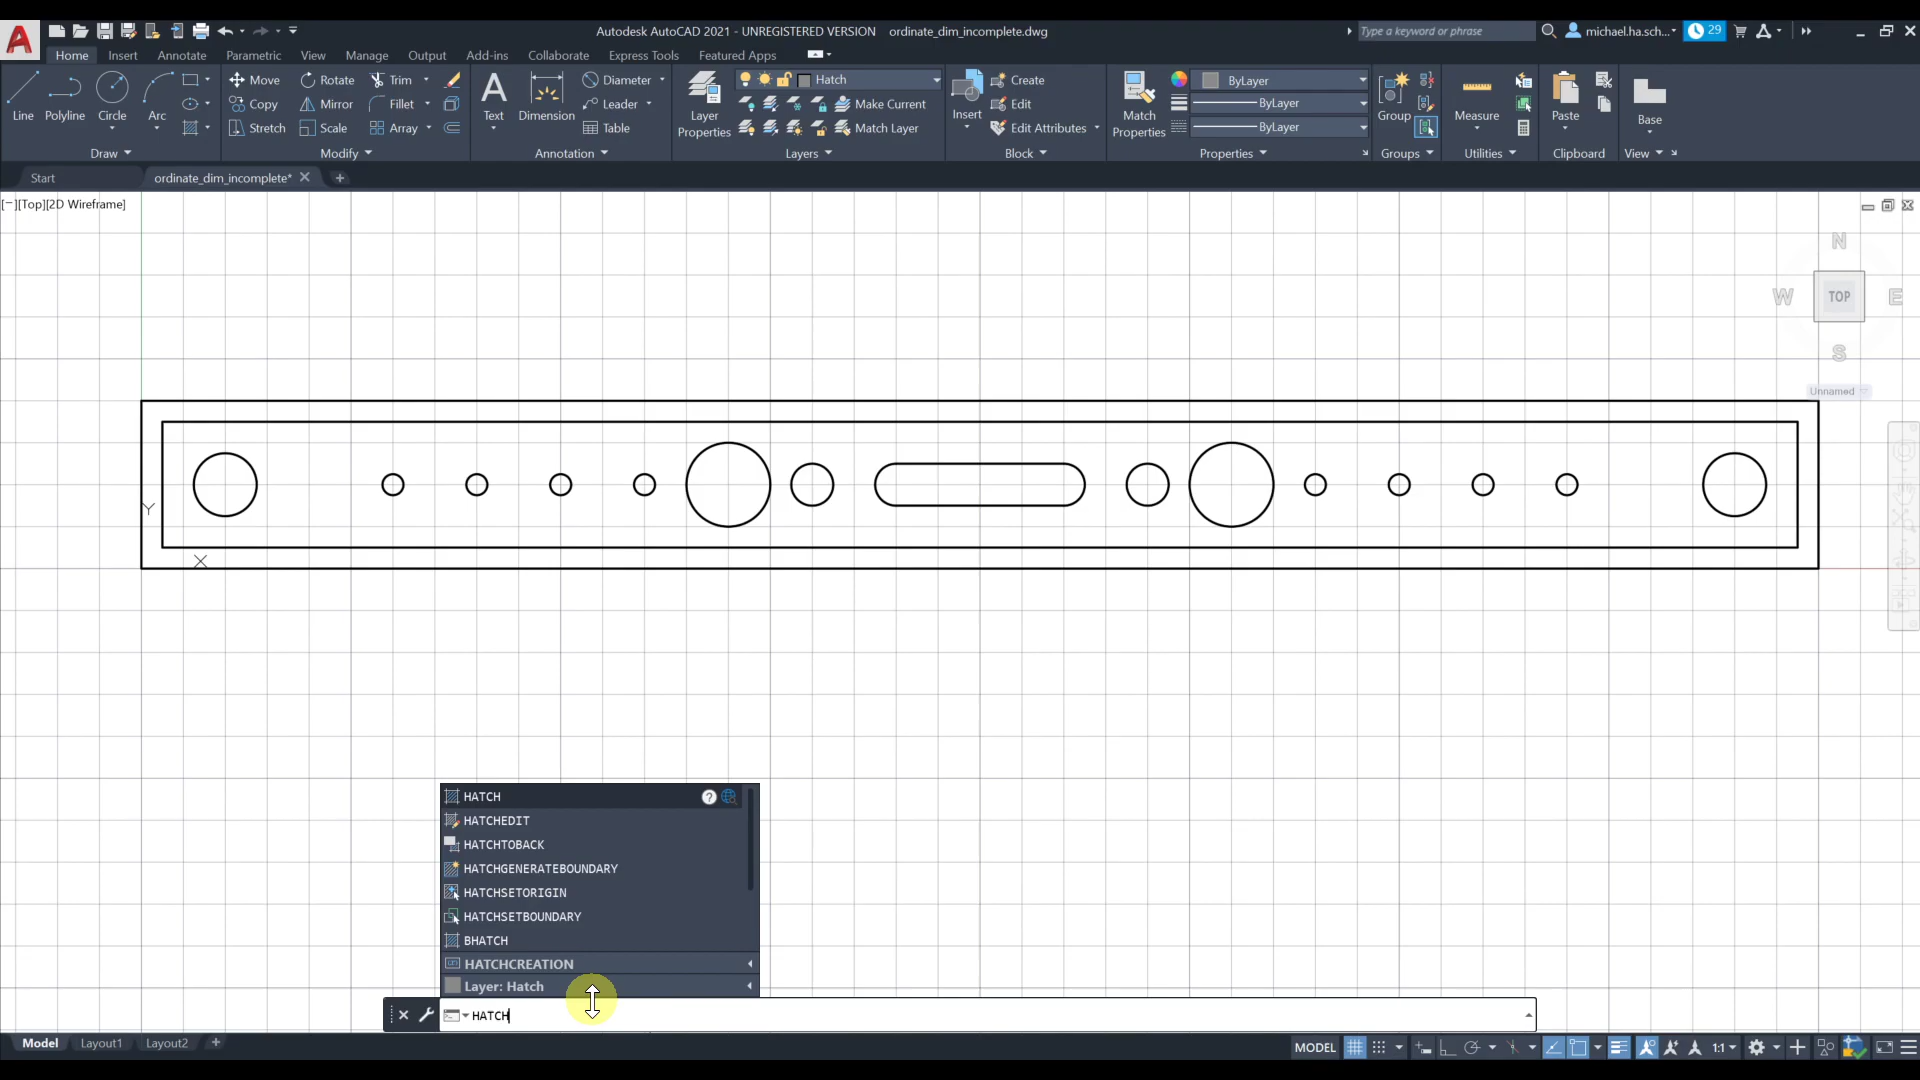 Autodesk AutoCAD 2021 - UNREGISTERED VERSION ordinate_dim_incomplete.dwg
Type a keyword or phrase
michael.ha.sch...
29
Home Insert Annotate Parametric View Manage Output Add-ins Collaborate Express Tools Featured Apps
Line Polyline Circle Arc
Draw
Move Rotate Trim
Copy Mirror Fillet
Stretch Scale Array
Modify
Text Dimension
Diameter
Leader
Table
Annotation
Layer
Properties
Hatch
Make Current
Match Layer
Layers
Insert
Create
Edit
Edit Attributes
Block
Match
Properties
ByLayer
ByLayer
ByLayer
Properties
Group
Groups
Measure
Utilities
Paste
Clipboard
Base
View
Start ordinate_dim_incomplete*
[−][Top][2D Wireframe]
N
W TOP E
S
Unnamed
Y
X
HATCH
HATCHEDIT
HATCHTOBACK
HATCHGENERATEBOUNDARY
HATCHSETORIGIN
HATCHSETBOUNDARY
BHATCH
HATCHCREATION
Layer: Hatch
HATCH
Model Layout1 Layout2
MODEL 1:1